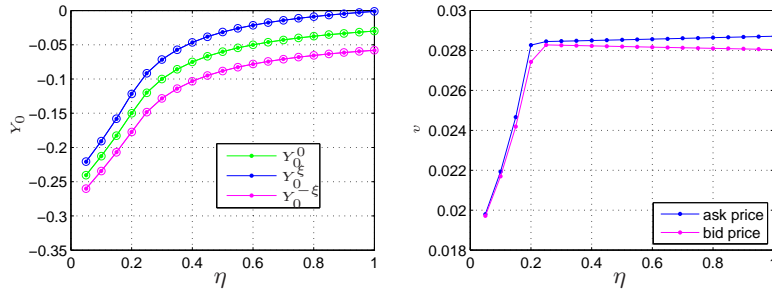 0
−0.05
−0.1
−0.15
−0.2
−0.25
−0.3
−0.35
0 0.2 0.4 0.6 0.8 1
Y₀
η
Y₀⁰
Y₀^ξ
Y₀^−ξ
0.03
0.028
0.026
0.024
0.022
0.02
0.018
0 0.2 0.4 0.6 0.8 1
v
η
ask price
bid price